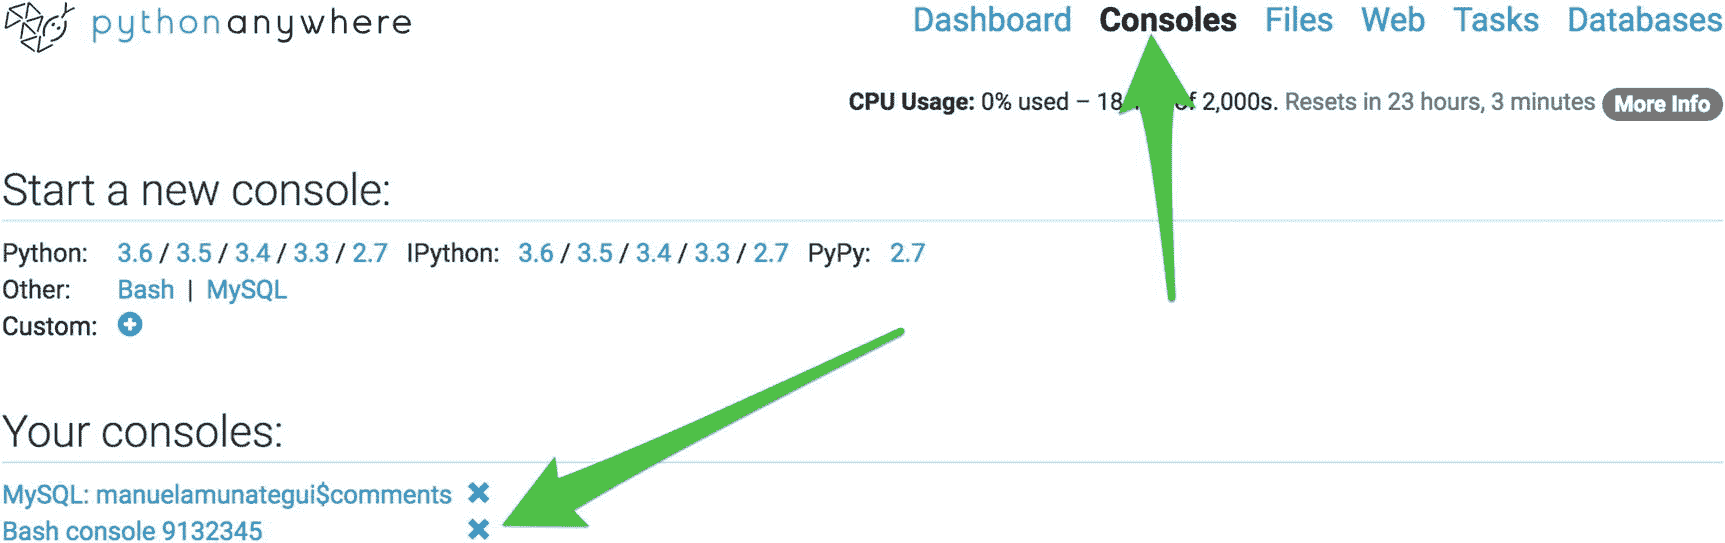 pythonanywhere
Dashboard Consoles Files Web Tasks Databases
CPU Usage: 0% used – of 2,000s. Resets in 23 hours, 3 minutes More Info
Start a new console:
Python: 3.6 / 3.5 / 3.4 / 3.3 / 2.7 IPython: 3.6 / 3.5 / 3.4 / 3.3 / 2.7 PyPy: 2.7
Other: Bash | MySQL
Custom:
Your consoles:
MySQL: manuelamunategui$comments
Bash console 9132345